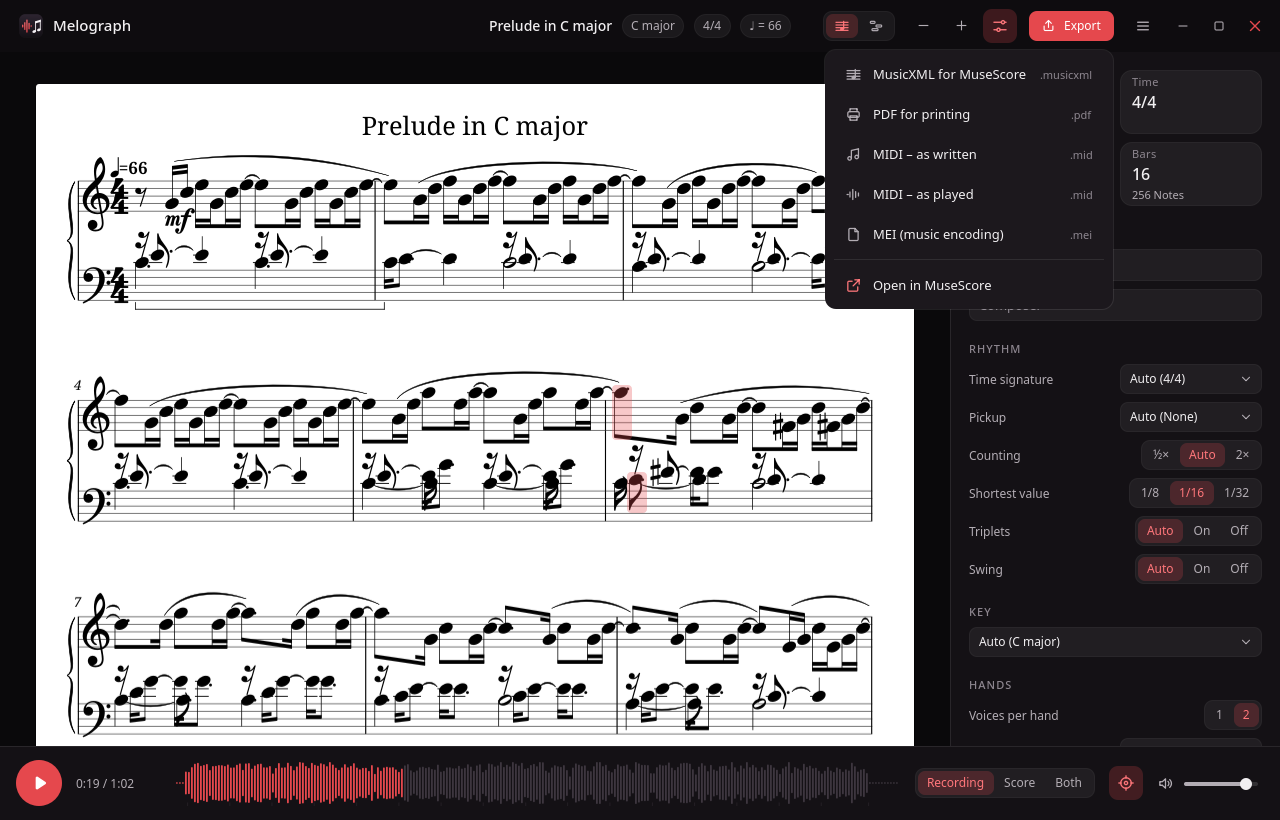 Melograph
Prelude in C major
C major
4/4
♩ = 66
Export
MusicXML for MuseScore .musicxml
PDF for printing .pdf
MIDI – as written .mid
MIDI – as played .mid
MEI (music encoding) .mei
Open in MuseScore
Time
4/4
Bars
16
256 Notes
Prelude in C major
=66
mf
4
7
RHYTHM
Time signature Auto (4/4)
Pickup Auto (None)
Counting ½× Auto 2×
Shortest value 1/8 1/16 1/32
Triplets Auto On Off
Swing Auto On Off
KEY
Auto (C major)
HANDS
Voices per hand 1 2
0:19 / 1:02
Recording Score Both